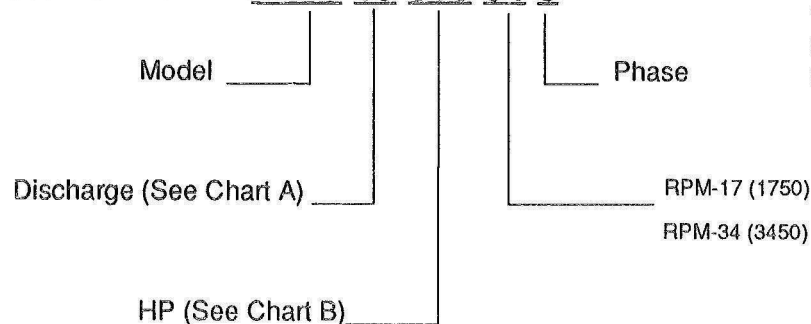 Model
Phase
Discharge (See Chart A)
RPM-17 (1750)
RPM-34 (3450)
HP (See Chart B)